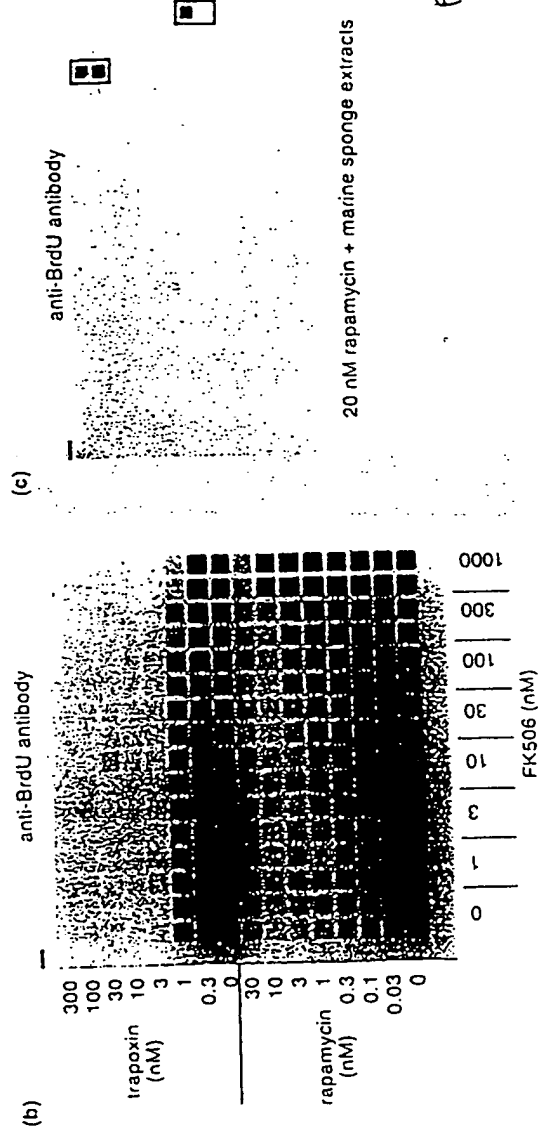 (b)
anti-BrdU antibody
trapoxin
(nM)
300
100
30
10
3
1
0.3
0
rapamycin
(nM)
30
10
3
1
0.3
0.1
0.03
0
0
1
3
10
30
100
300
1000
FK506 (nM)
(c)
anti-BrdU antibody
20 nM rapamycin + marine sponge extracts